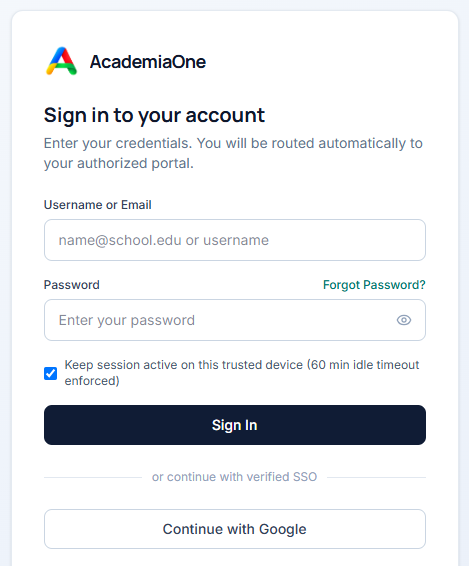 AcademiaOne
Sign in to your account
Enter your credentials. You will be routed automatically to
your authorized portal.
Username or Email
name@school.edu or username
Password
Forgot Password?
Enter your password
Keep session active on this trusted device (60 min idle timeout
enforced)
Sign In
or continue with verified SSO
Continue with Google